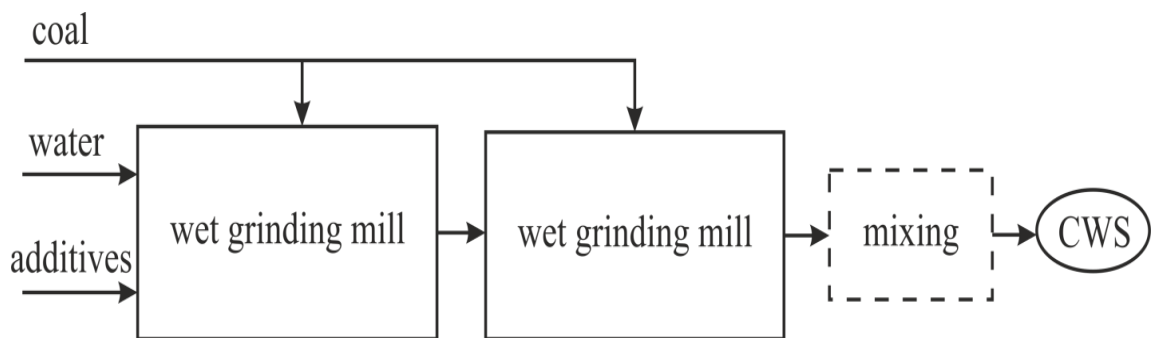 coal
water
additives
wet grinding mill
wet grinding mill
mixing
CWS